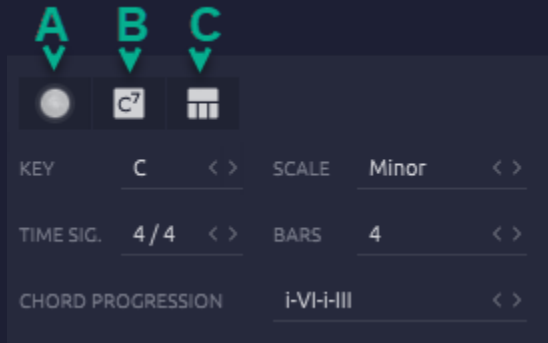 A B C
C7
KEY C < > SCALE Minor < >
TIME SIG. 4 / 4 < > BARS 4 < >
CHORD PROGRESSION i-VI-i-III < >